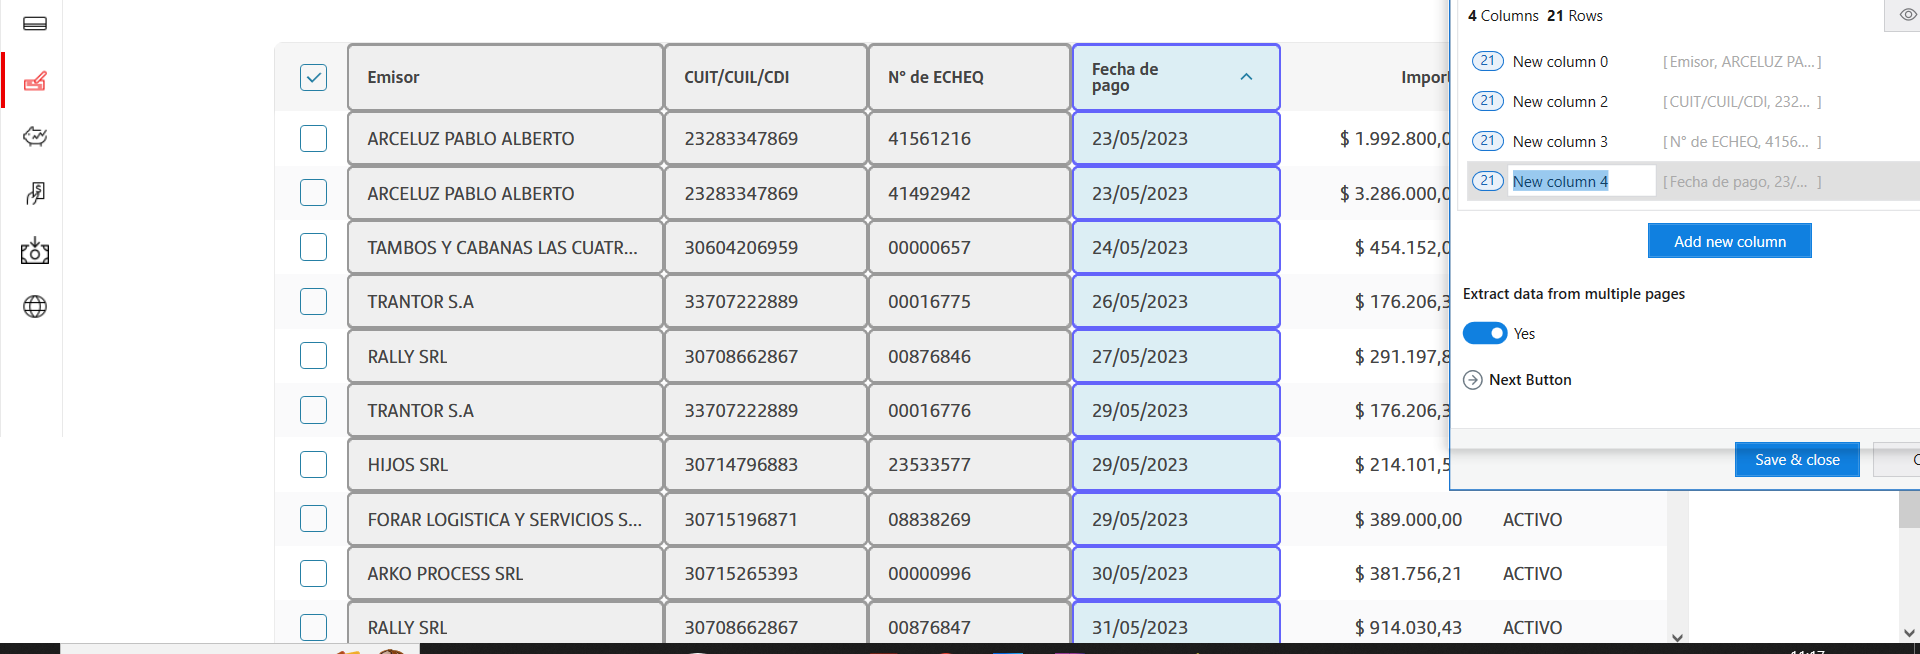 Emisor CUIT/CUIL/CDI N° de ECHEQ Fecha de pago Import
ARCELUZ PABLO ALBERTO 23283347869 41561216 23/05/2023 $ 1.992.800,0
ARCELUZ PABLO ALBERTO 23283347869 41492942 23/05/2023 $ 3.286.000,0
TAMBOS Y CABANAS LAS CUATR... 30604206959 00000657 24/05/2023 $ 454.152,0
TRANTOR S.A 33707222889 00016775 26/05/2023 $ 176.206,3
RALLY SRL 30708662867 00876846 27/05/2023 $ 291.197,8
TRANTOR S.A 33707222889 00016776 29/05/2023 $ 176.206,3
HIJOS SRL 30714796883 23533577 29/05/2023 $ 214.101,5
FORAR LOGISTICA Y SERVICIOS S... 30715196871 08838269 29/05/2023 $ 389.000,00 ACTIVO
ARKO PROCESS SRL 30715265393 00000996 30/05/2023 $ 381.756,21 ACTIVO
RALLY SRL 30708662867 00876847 31/05/2023 $ 914.030,43 ACTIVO
4 Columns 21 Rows
21 New column 0 [ Emisor, ARCELUZ PA... ]
21 New column 2 [ CUIT/CUIL/CDI, 232... ]
21 New column 3 [ N° de ECHEQ, 4156... ]
21 New column 4 [ Fecha de pago, 23/... ]
Add new column
Extract data from multiple pages
Yes
Next Button
Save & close